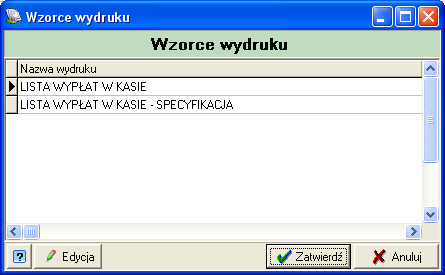 Wzorce wydruku
Wzorce wydruku
Nazwa wydruku
LISTA WYPŁAT W KASIE
LISTA WYPŁAT W KASIE - SPECYFIKACJA
? Edycja Zatwierdź Anuluj